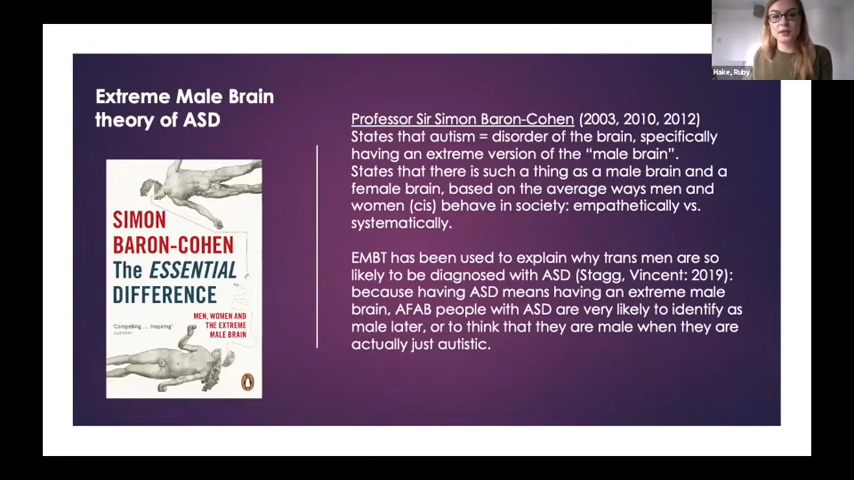 Hake, Ruby
Extreme Male Brain
theory of ASD
SIMON
BARON-COHEN
The ESSENTIAL
DIFFERENCE
MEN, WOMEN AND
THE EXTREME
MALE BRAIN
'Compelling ... Inspiring'
Professor Sir Simon Baron-Cohen (2003, 2010, 2012)
States that autism = disorder of the brain, specifically
having an extreme version of the “male brain”.
States that there is such a thing as a male brain and a
female brain, based on the average ways men and
women (cis) behave in society: empathetically vs.
systematically.
EMBT has been used to explain why trans men are so
likely to be diagnosed with ASD (Stagg, Vincent: 2019):
because having ASD means having an extreme male
brain, AFAB people with ASD are very likely to identify as
male later, or to think that they are male when they are
actually just autistic.